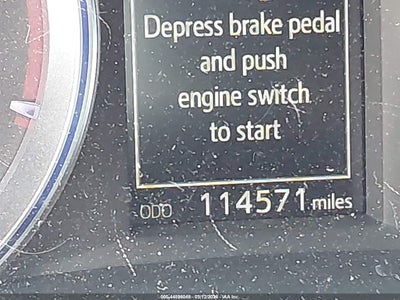 Depress brake pedal
and push
engine switch
to start
ODO 114571 miles